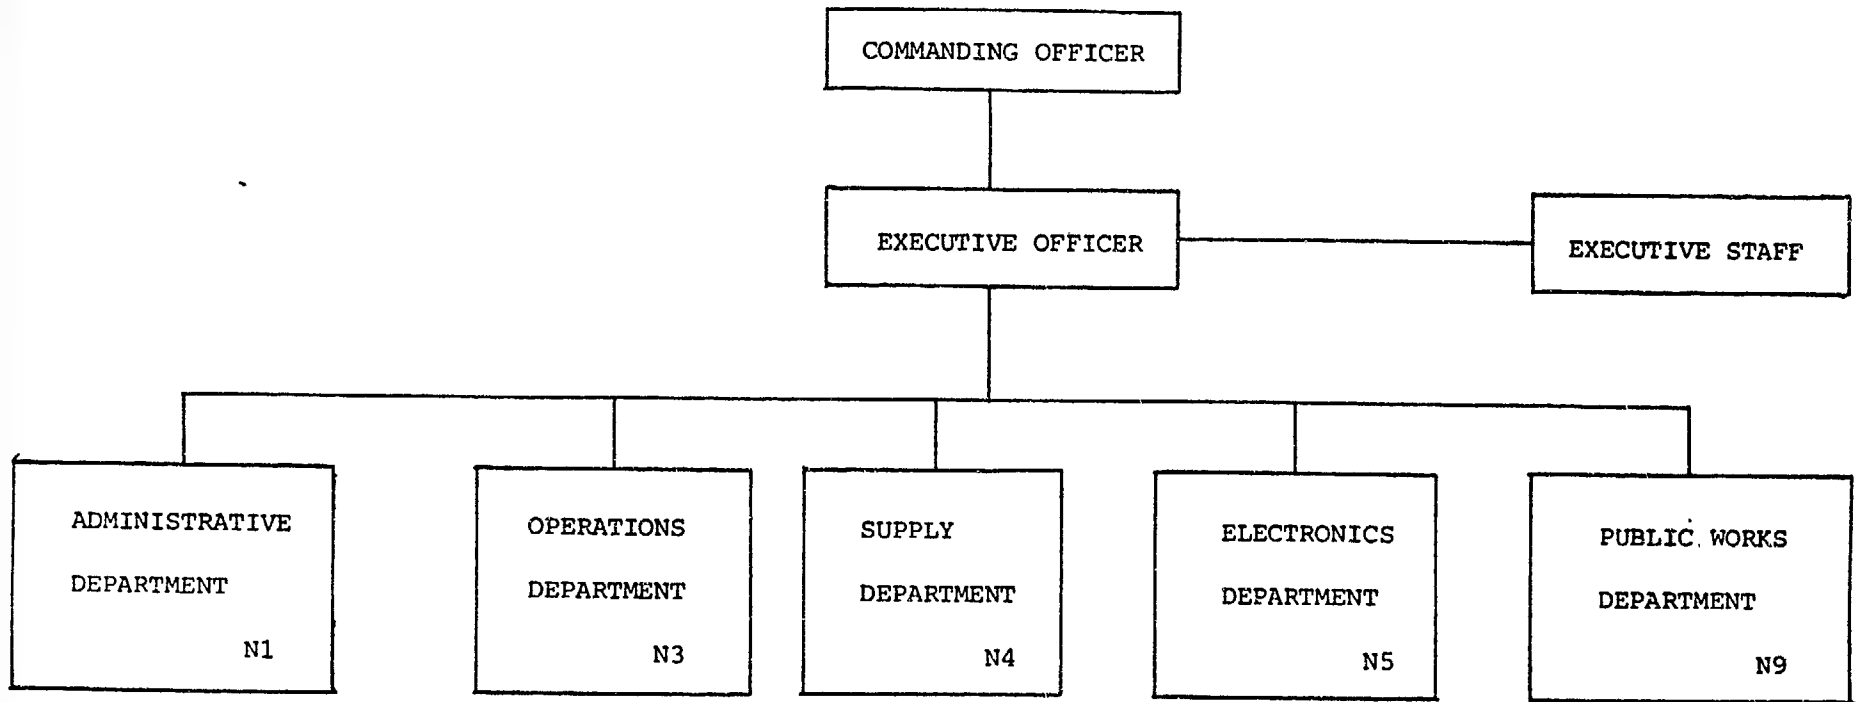 COMMANDING OFFICER
EXECUTIVE OFFICER
EXECUTIVE STAFF
ADMINISTRATIVE
DEPARTMENT
N1
OPERATIONS
DEPARTMENT
N3
SUPPLY
DEPARTMENT
N4
ELECTRONICS
DEPARTMENT
N5
PUBLIC WORKS
DEPARTMENT
N9